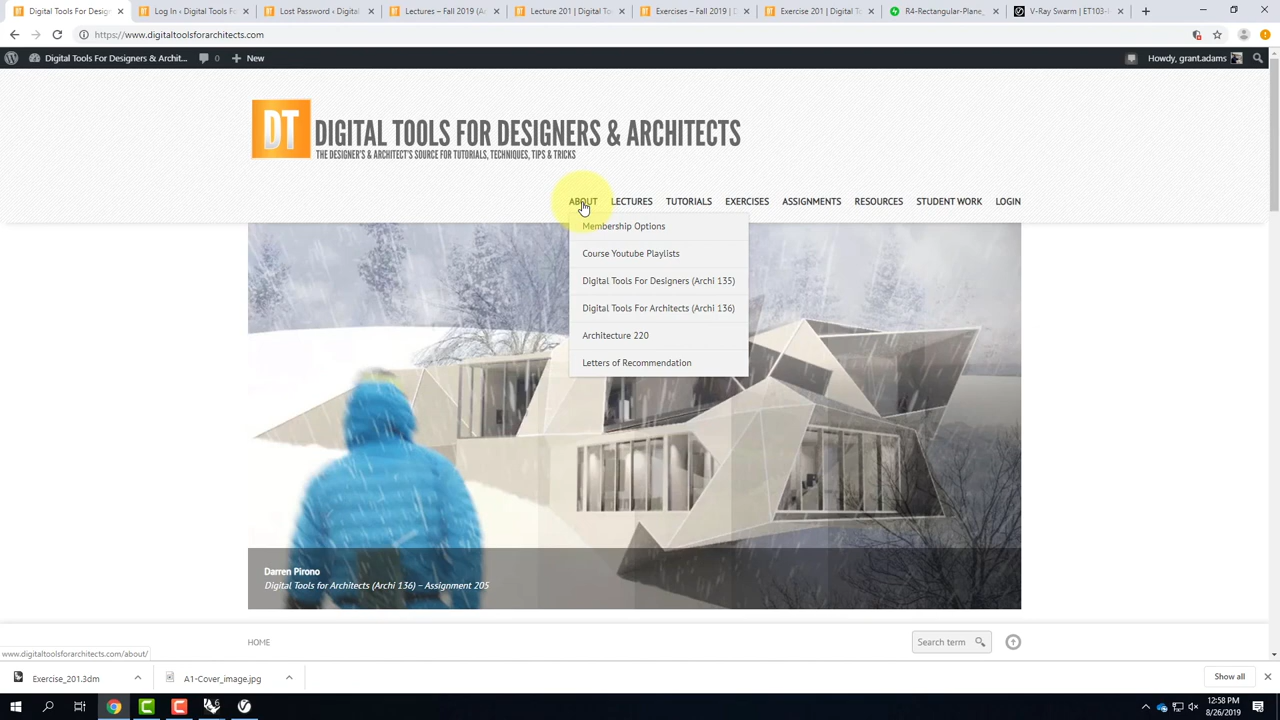 Digital Tools For Desig
Log In ‹ Digital Tools Fo
Lost Password ‹ Digital
Lectures – Fall 2019 (A
Lecture 201 | Digital To
Exercises – Fall 2019 | D
Exercise 201 | Digital To
R4-Rectangular-Plane_
V-Ray Swarm | ET103-
https://www.digitaltoolsforarchitects.com
Digital Tools For Designers & Archit...
0
New
Howdy, grant.adams
DT
DIGITAL TOOLS FOR DESIGNERS & ARCHITECTS
THE DESIGNER'S & ARCHITECT'S SOURCE FOR TUTORIALS, TECHNIQUES, TIPS & TRICKS
ABOUT LECTURES TUTORIALS EXERCISES ASSIGNMENTS RESOURCES STUDENT WORK LOGIN
Membership Options
Course Youtube Playlists
Digital Tools For Designers (Archi 135)
Digital Tools For Architects (Archi 136)
Architecture 220
Letters of Recommendation
Darren Pirono
Digital Tools for Architects (Archi 136) – Assignment 205
HOME
Search term
www.digitaltoolsforarchitects.com/about/
Exercise_201.3dm
A1-Cover_image.jpg
Show all
12:58 PM
8/26/2019